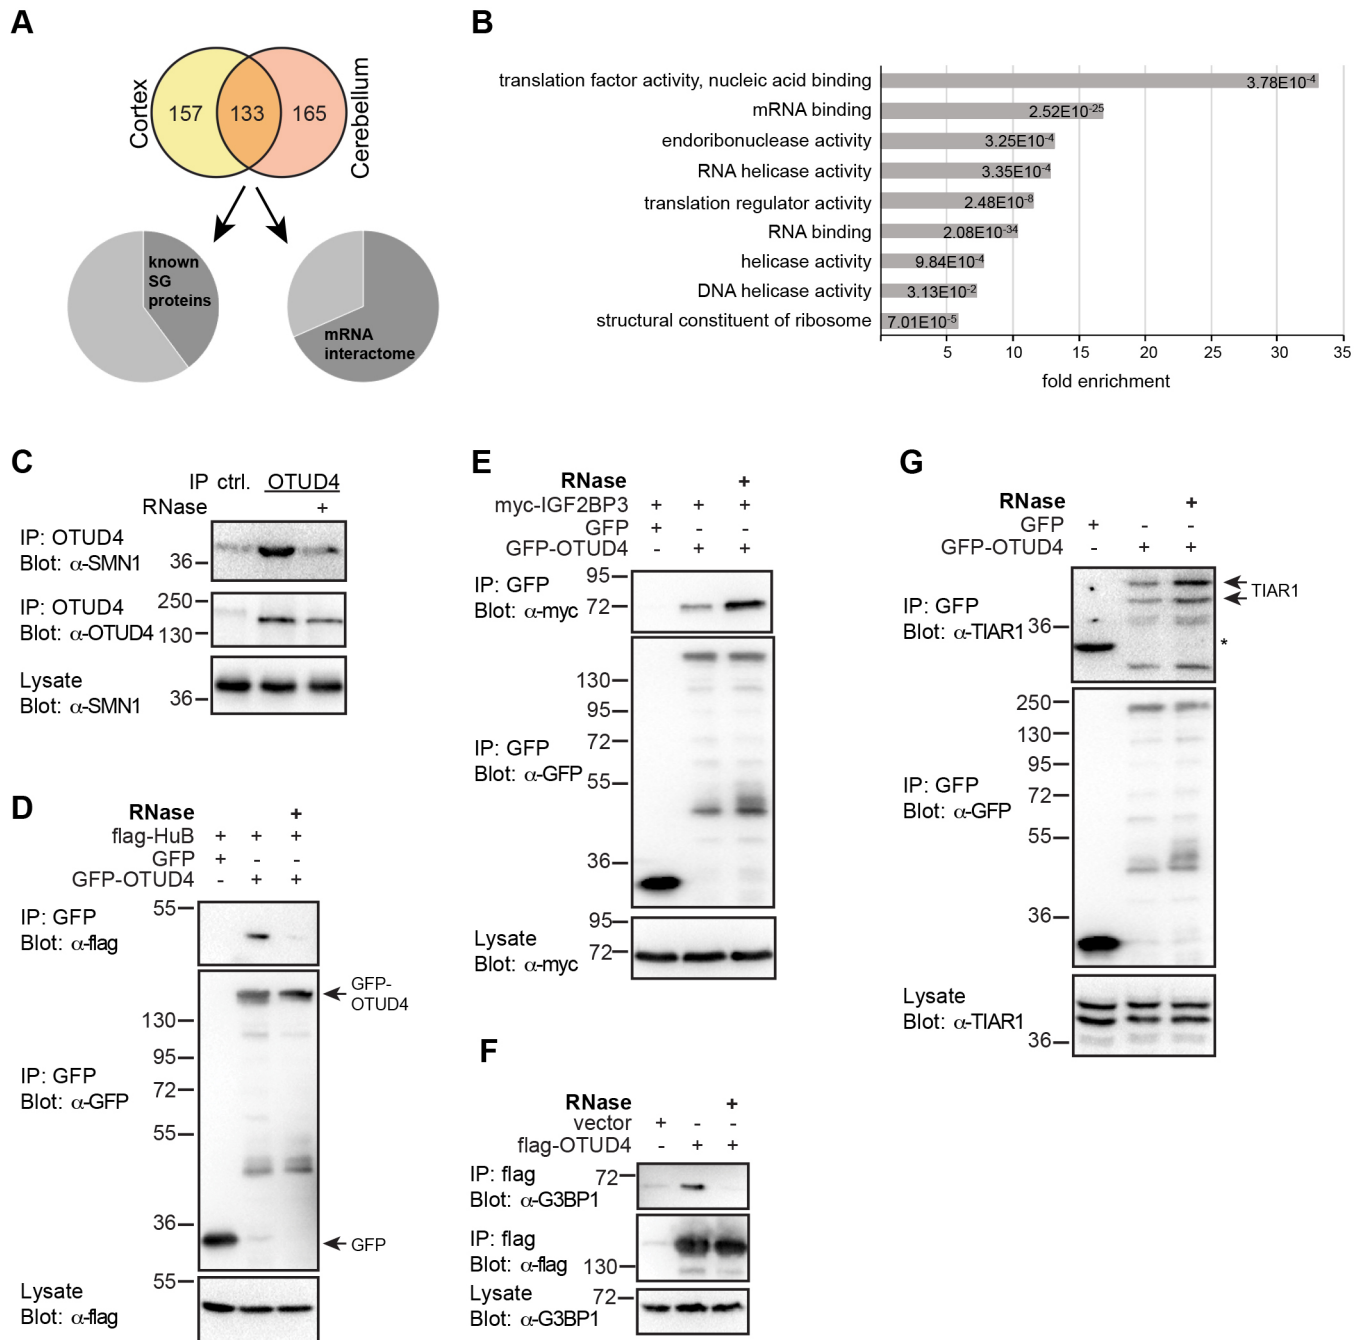 A
Cortex
157
133
165
Cerebellum
known
SG
proteins
mRNA
interactome
B
translation factor activity, nucleic acid binding 3.78E10-4
mRNA binding 2.52E10-25
endoribonuclease activity 3.25E10-4
RNA helicase activity 3.35E10-4
translation regulator activity 2.48E10-8
RNA binding 2.08E10-34
helicase activity 9.84E10-4
DNA helicase activity 3.13E10-2
structural constituent of ribosome 7.01E10-5
5 10 15 20 25 30 35
fold enrichment
C
IP ctrl. OTUD4
RNase +
IP: OTUD4
Blot: α-SMN1
36
IP: OTUD4
Blot: α-OTUD4
250
130
Lysate
Blot: α-SMN1
36
D
RNase +
flag-HuB + + +
GFP + - -
GFP-OTUD4 - + +
IP: GFP
Blot: α-flag
55
IP: GFP
Blot: α-GFP
130
95
72
55
36
GFP-
OTUD4
GFP
Lysate
Blot: α-flag
55
E
RNase +
myc-IGF2BP3 + + +
GFP + - -
GFP-OTUD4 - + +
IP: GFP
Blot: α-myc
95
72
IP: GFP
Blot: α-GFP
130
95
72
55
36
Lysate
Blot: α-myc
95
72
F
RNase +
vector + - -
flag-OTUD4 - + +
IP: flag
Blot: α-G3BP1
72
IP: flag
Blot: α-flag
130
Lysate
Blot: α-G3BP1
72
G
RNase +
GFP + - -
GFP-OTUD4 - + +
IP: GFP
Blot: α-TIAR1
36
TIAR1
*
IP: GFP
Blot: α-GFP
250
130
95
72
55
36
Lysate
Blot: α-TIAR1
36